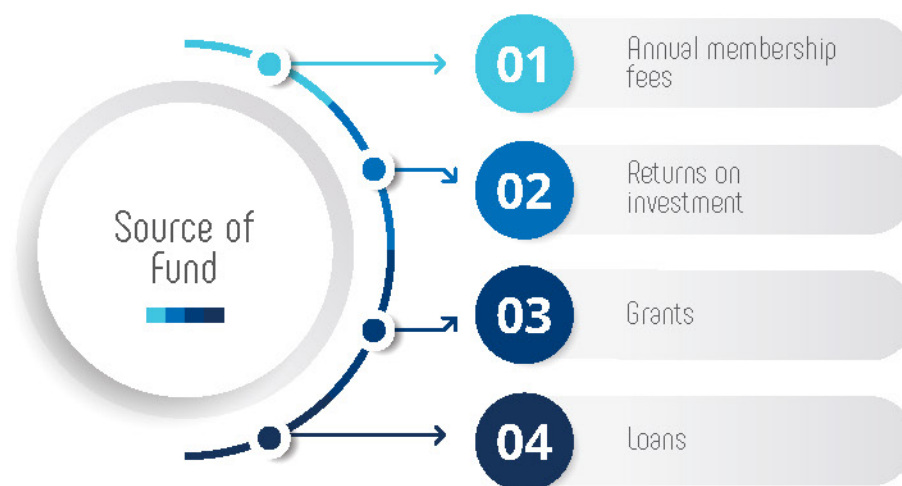 Source of
Fund
01
Annual membership
fees
02
Returns on
investment
03
Grants
04
Loans